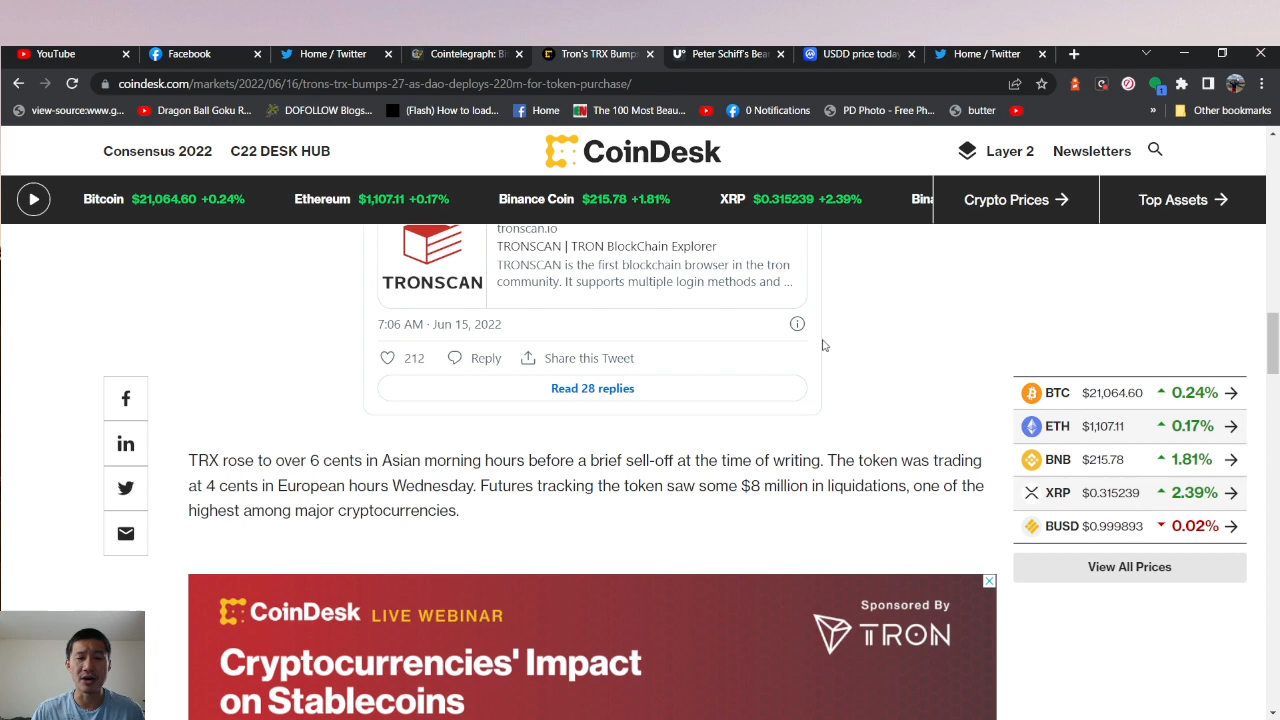 YouTube
Facebook
Home / Twitter
Cointelegraph: Bit
Tron's TRX Bumps
Peter Schiff's Bea
USDD price today
Home / Twitter
coindesk.com/markets/2022/06/16/trons-trx-bumps-27-as-dao-deploys-220m-for-token-purchase/
view-source:www.g...
Dragon Ball Goku R...
DOFOLLOW Blogs...
(Flash) How to load...
Home
The 100 Most Beau...
0 Notifications
PD Photo - Free Ph...
butter
»
Other bookmarks
Consensus 2022
C22 DESK HUB
CoinDesk
Layer 2
Newsletters
Bitcoin $21,064.60 +0.24%
Ethereum $1,107.11 +0.17%
Binance Coin $215.78 +1.81%
XRP $0.315239 +2.39%
Bin
Crypto Prices →
Top Assets →
TRONSCAN
tronscan.io
TRONSCAN | TRON BlockChain Explorer
TRONSCAN is the first blockchain browser in the tron
community. It supports multiple login methods and ...
7:06 AM · Jun 15, 2022
212 Reply Share this Tweet
Read 28 replies
TRX rose to over 6 cents in Asian morning hours before a brief sell-off at the time of writing. The token was trading
at 4 cents in European hours Wednesday. Futures tracking the token saw some $8 million in liquidations, one of the
highest among major cryptocurrencies.
BTC $21,064.60 0.24%
ETH $1,107.11 0.17%
BNB $215.78 1.81%
XRP $0.315239 2.39%
BUSD $0.999893 0.02%
View All Prices
CoinDesk LIVE WEBINAR
Cryptocurrencies' Impact
on Stablecoins
Sponsored By
TRON